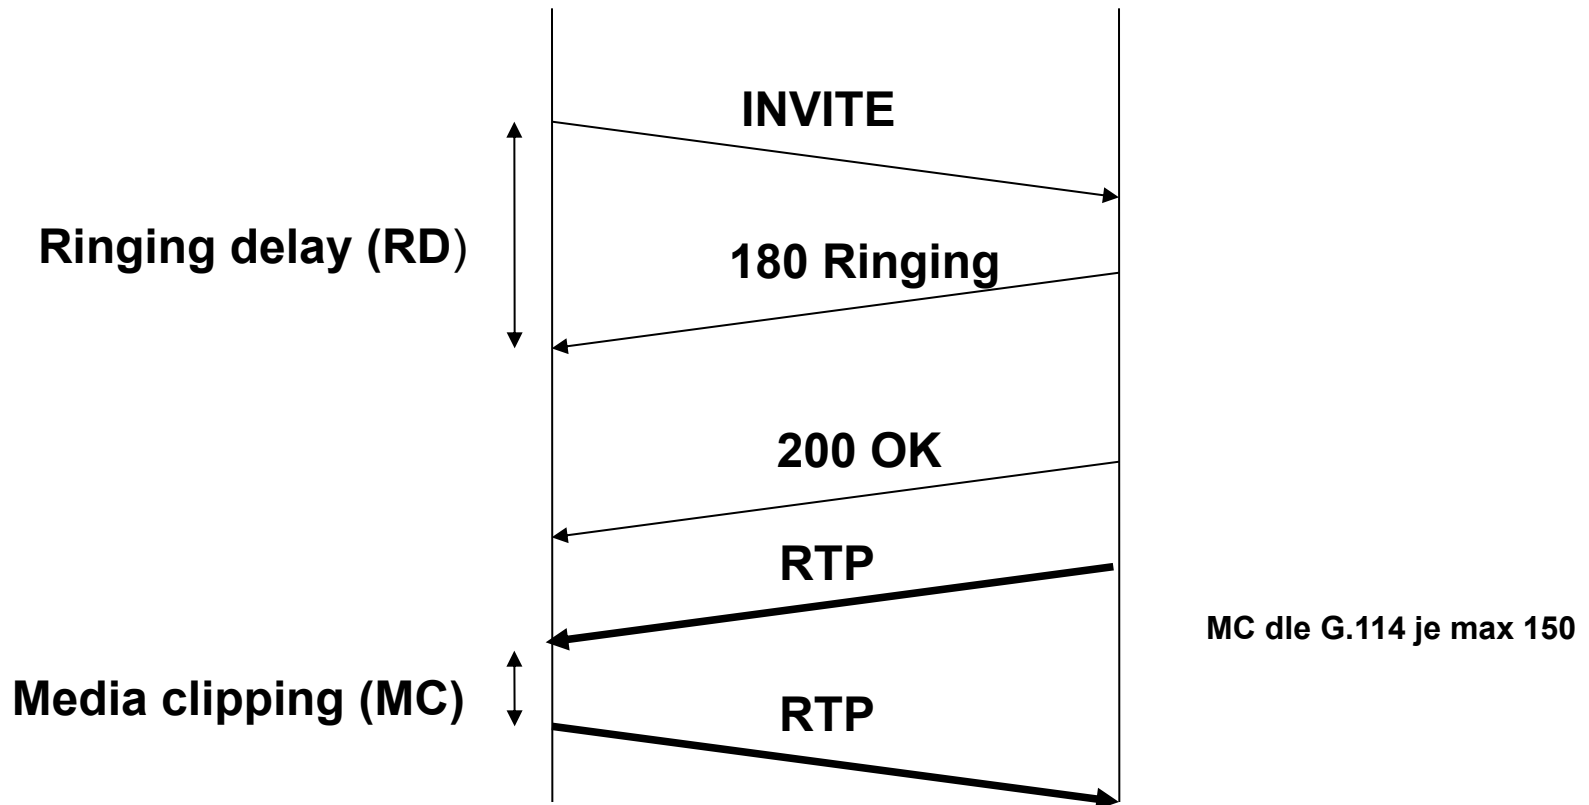 INVITE
Ringing delay (RD)
180 Ringing
200 OK
RTP
MC dle G.114 je max 150
Media clipping (MC)
RTP